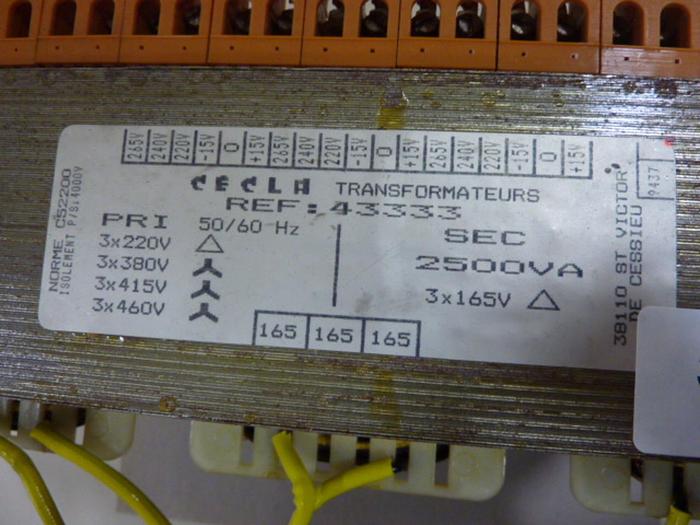 265V 240V 220V -15V 0 +15V 265V 240V 220V -15V 0 +15V 265V 240V 220V -15V 0 +15V
CECLA TRANSFORMATEURS
REF: 43333
PRI 50/60 Hz
3x220V △
3x380V
3x415V
3x460V
SEC
2500VA
3x165V △
165 165 165
NORME C52200
ISOLEMENT P/S:4000V
38110 ST VICTOR
DE CESSIEU
9437